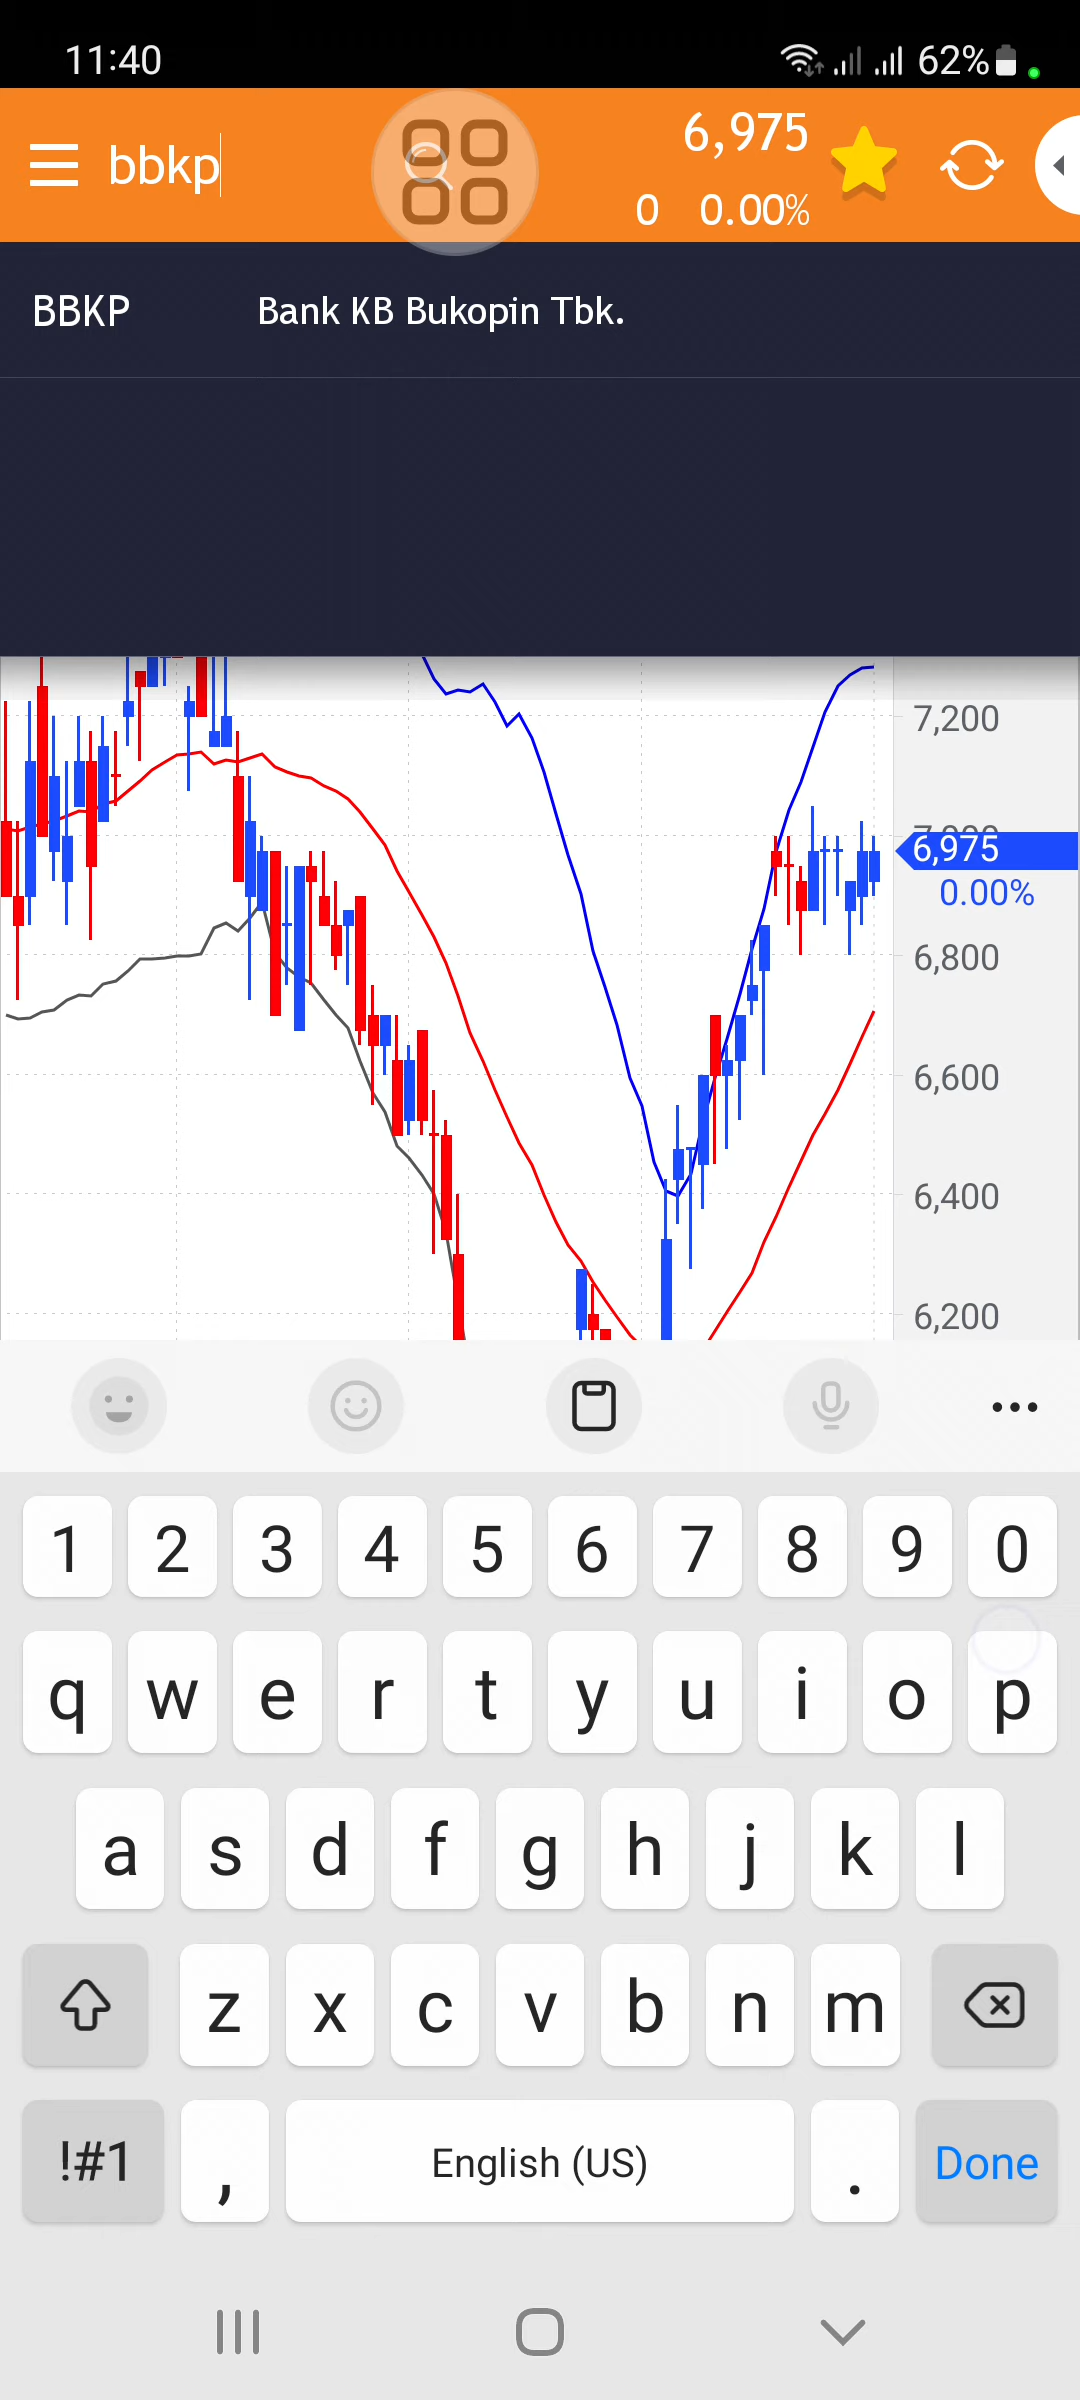 11:40
62%
bbkp
6,975
0 0.00%
BBKP Bank KB Bukopin Tbk.
7,200
6,975
0.00%
6,800
6,600
6,400
6,200
1 2 3 4 5 6 7 8 9 0
q w e r t y u i o p
a s d f g h j k l
z x c v b n m
!#1 , English (US) . Done